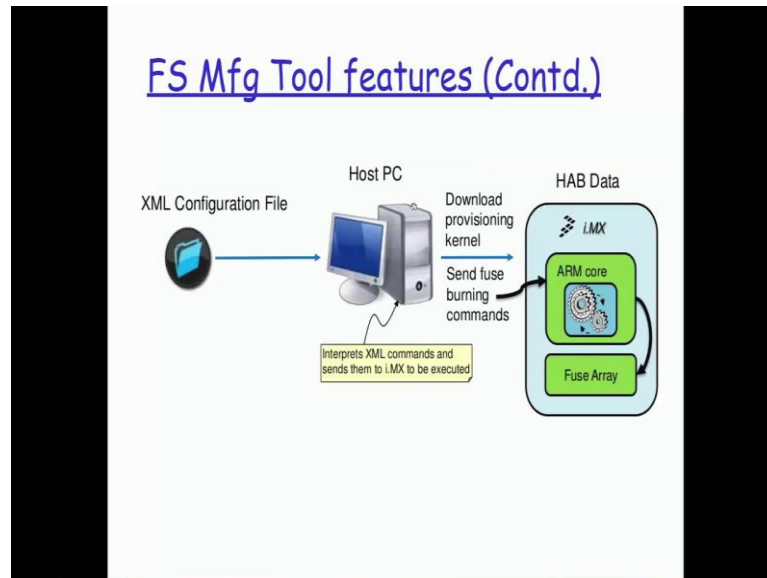 FS Mfg Tool features (Contd.)
XML Configuration File
Host PC
Interprets XML commands and
sends them to i.MX to be executed
Download
provisioning
kernel
Send fuse
burning
commands
HAB Data
i.MX
ARM core
Fuse Array